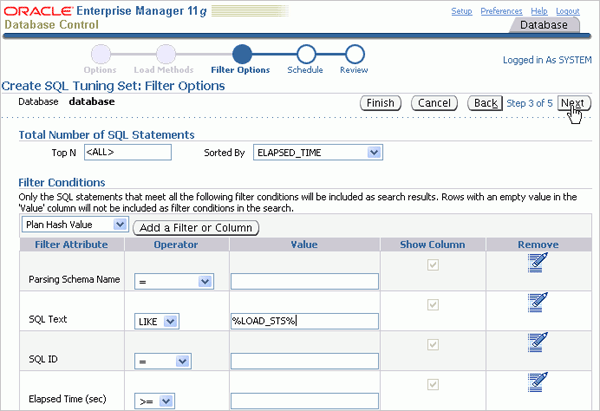 ORACLE Enterprise Manager 11g
Database Control
Setup Preferences Help Logout
Database
Options Load Methods Filter Options Schedule Review
Logged in As SYSTEM
Create SQL Tuning Set: Filter Options
Database database
Finish Cancel Back Step 3 of 5 Next
Total Number of SQL Statements
Top N <ALL> Sorted By ELAPSED_TIME
Filter Conditions
Only the SQL statements that meet all the following filter conditions will be included as search results. Rows with an empty value in the
'Value' column will not be included as filter conditions in the search.
Plan Hash Value Add a Filter or Column
Filter Attribute Operator Value Show Column Remove
Parsing Schema Name =
SQL Text LIKE %LOAD_STS%
SQL ID =
Elapsed Time (sec) >=